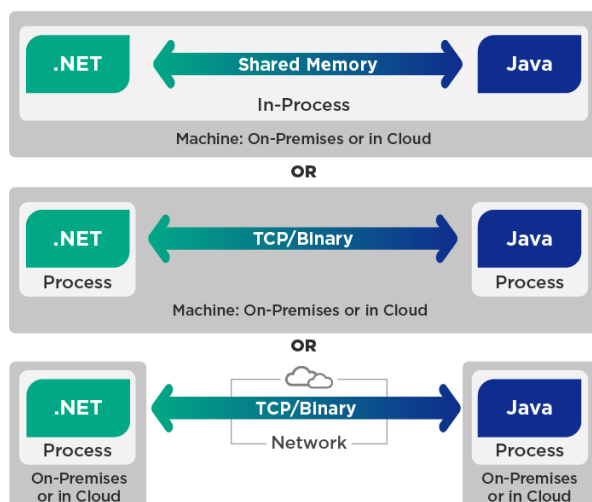 .NET Shared Memory Java
In-Process
Machine: On-Premises or in Cloud
OR
.NET TCP/Binary Java
Process Process
Machine: On-Premises or in Cloud
OR
.NET TCP/Binary Java
Process Network Process
On-Premises On-Premises
or in Cloud or in Cloud